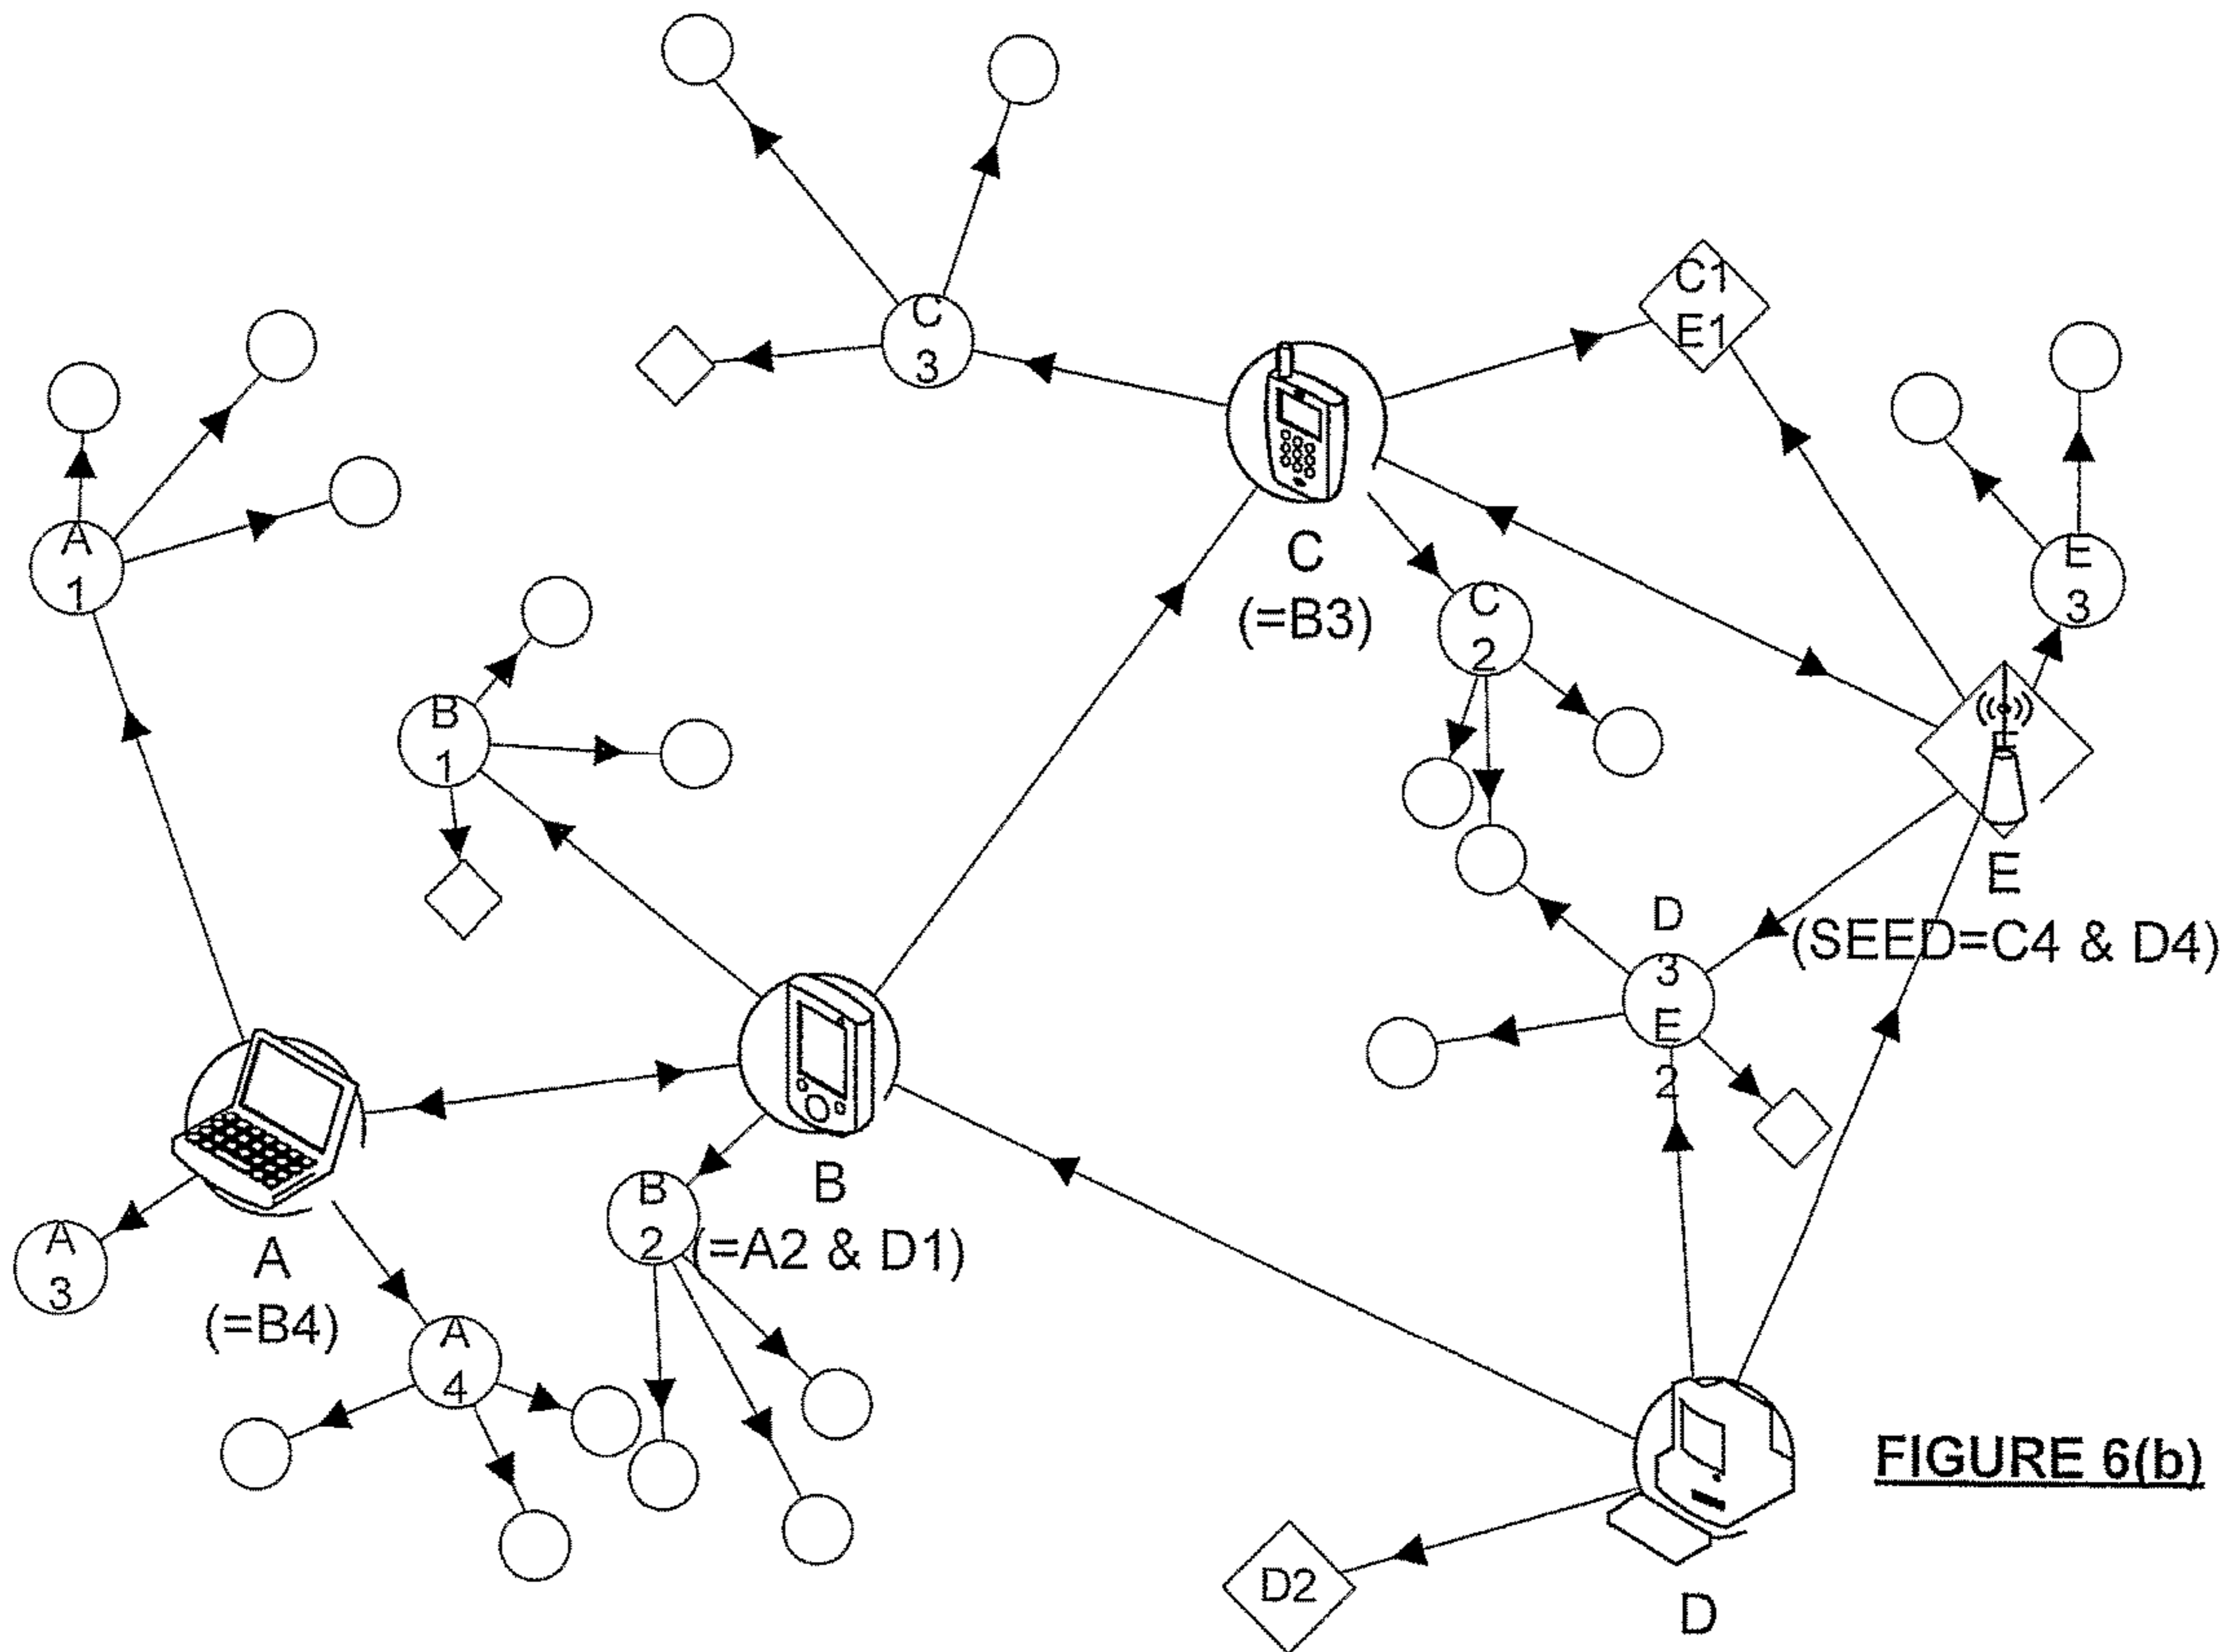 C
3
C1
E1
A
1
E
3
C
(=B3)
C
2
B
1
E
E
(SEED=C4 & D4)
D
3
E
2
B
(=A2 & D1)
B
2
A
(=B4)
A
3
A
4
FIGURE 6(b)
D2
D